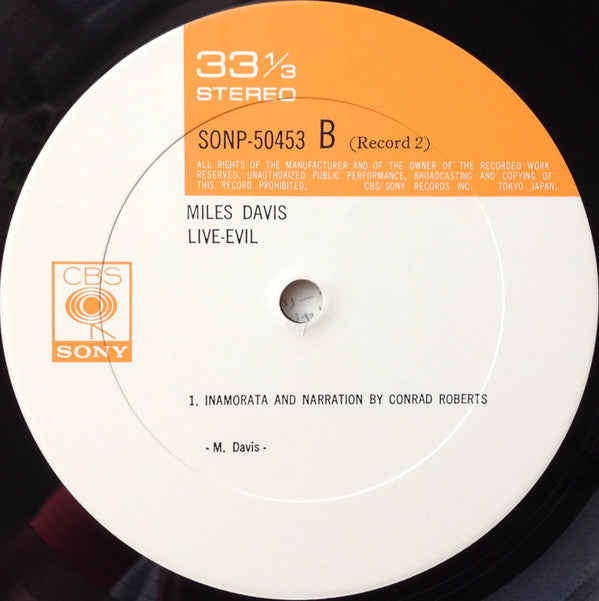 33 1/3
STEREO
SONP-50453 B (Record 2)
ALL RIGHTS OF THE MANUFACTURER AND OF THE OWNER OF THE RECORDED WORK
RESERVED. UNAUTHORIZED PUBLIC PERFORMANCE, BROADCASTING AND COPYING OF
THIS RECORD PROHIBITED. CBS/SONY RECORDS INC. TOKYO JAPAN.
MILES DAVIS
LIVE-EVIL
CBS
SONY
1. INAMORATA AND NARRATION BY CONRAD ROBERTS
- M. Davis -